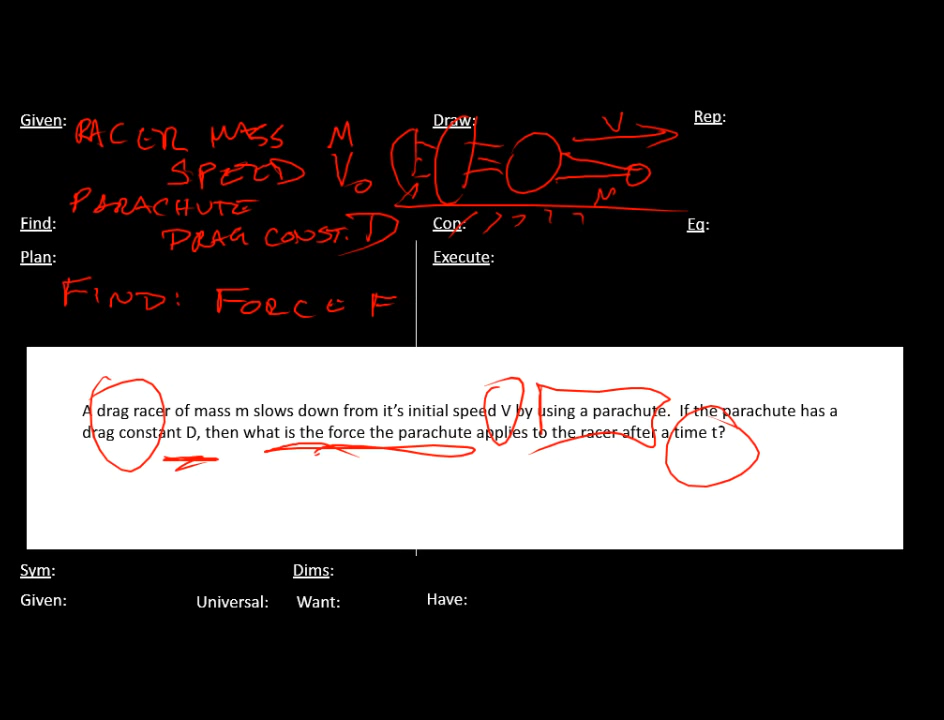 Given: RACER MASS M
Draw:
V
Rep:
SPEED V0
M
PARACHUTE
Find:
DRAG CONST. D
Con:
Eq:
Plan:
Execute:
FIND: FORCE F
A drag racer of mass m slows down from it's initial speed V by using a parachute. If the parachute has a
drag constant D, then what is the force the parachute applies to the racer after a time t?
Sym:
Dims:
Given:
Universal:
Want:
Have: